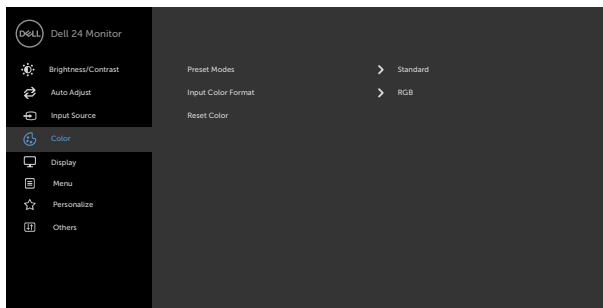 DELL Dell 24 Monitor
Brightness/Contrast
Auto Adjust
Input Source
Color
Display
Menu
Personalize
Others
Preset Modes Standard
Input Color Format RGB
Reset Color